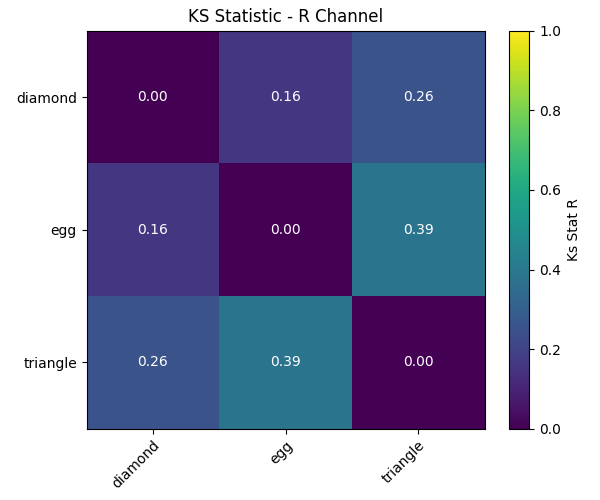 KS Statistic - R Channel
diamond 0.00 0.16 0.26
egg 0.16 0.00 0.39
triangle 0.26 0.39 0.00
diamond egg triangle
1.0
0.8
0.6
0.4
0.2
0.0
Ks Stat R